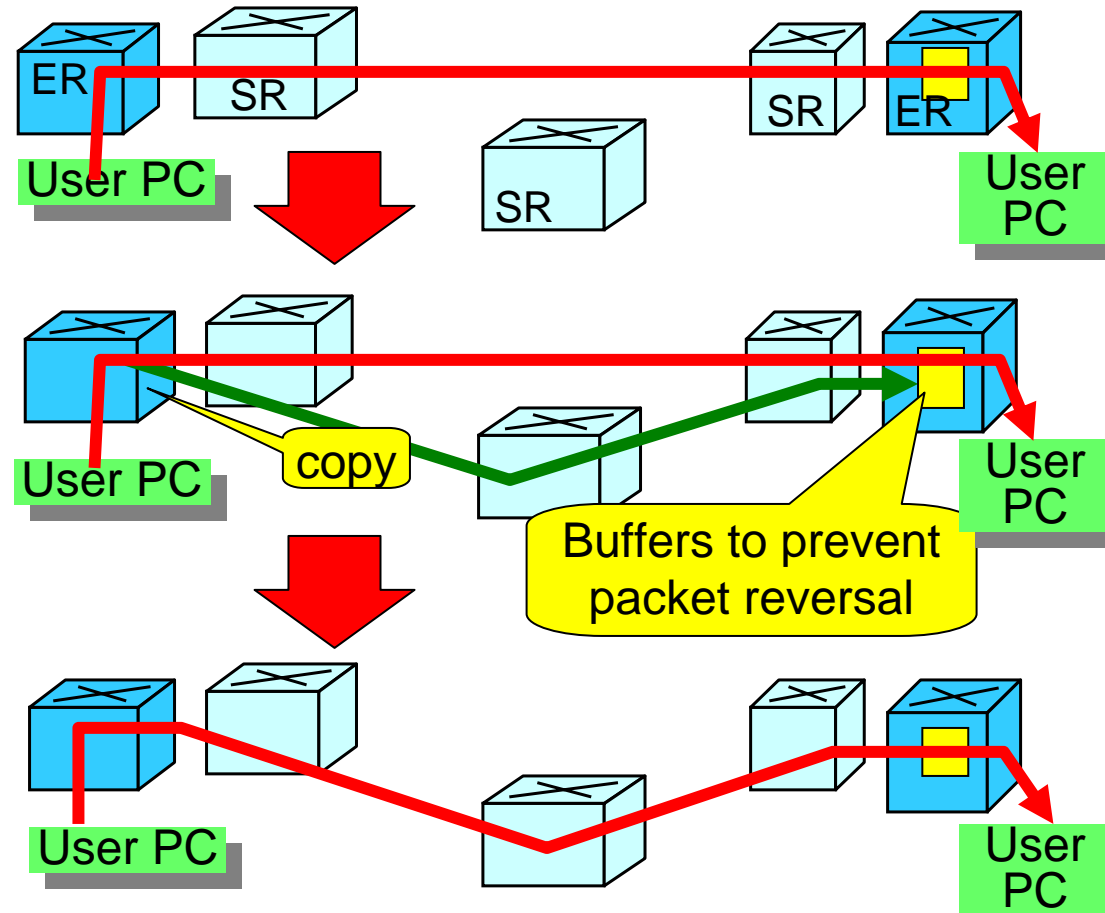 ER
SR
SR
ER
User PC
SR
User
PC
User PC
copy
User
PC
Buffers to prevent
packet reversal
User PC
User
PC